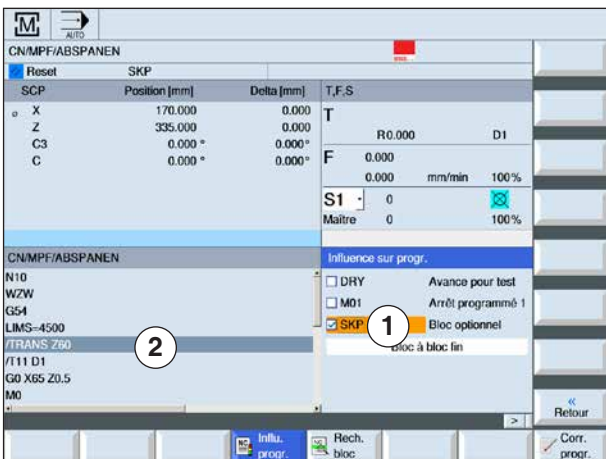 M AUTO
CN/MPF/ABSPANEN
Reset SKP
SCP Position [mm] Delta [mm] T,F,S
X 170.000 0.000
Z 335.000 0.000
C3 0.000 ° 0.000°
C 0.000 ° 0.000°
T
R0.000 D1
F 0.000
0.000 mm/min 100%
S1 0
Maître 0 100%
CN/MPF/ABSPANEN
N10
WZW
G54
LIMS=4500
/TRANS Z60
/T11 D1
G0 X65 Z0.5
M0
2
Influence sur progr.
DRY Avance pour test
M01 Arrêt programmé 1
SKP 1 Bloc optionnel
Bloc à bloc fin
>
« Retour
Influ. progr.
NC Rech. bloc
Corr. progr.